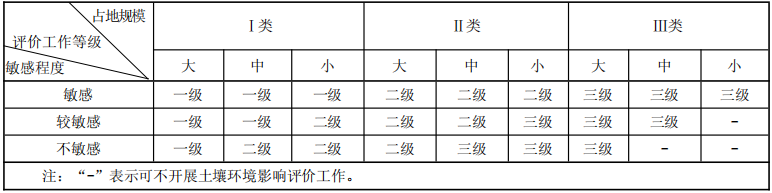 占地规模
评价工作等级
敏感程度
Ⅰ类 Ⅱ类 Ⅲ类
大 中 小 大 中 小 大 中 小
敏感 一级 一级 一级 二级 二级 二级 三级 三级 三级
较敏感 一级 一级 二级 二级 二级 三级 三级 三级 -
不敏感 一级 二级 二级 二级 三级 三级 三级 - -
注：“-”表示可不开展土壤环境影响评价工作。